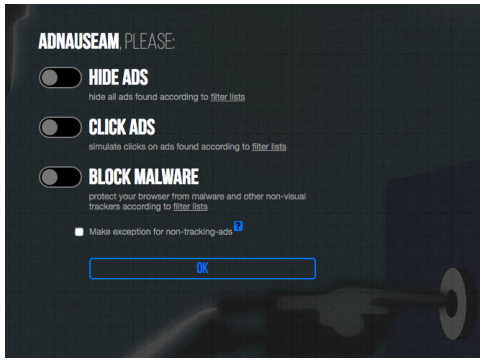 ADNAUSEAM, PLEASE:
HIDE ADS
hide all ads found according to filter lists
CLICK ADS
simulate clicks on ads found according to filter lists
BLOCK MALWARE
protect your browser from malware and other non-visual
trackers according to filter lists
Make exception for non-tracking-ads ?
OK